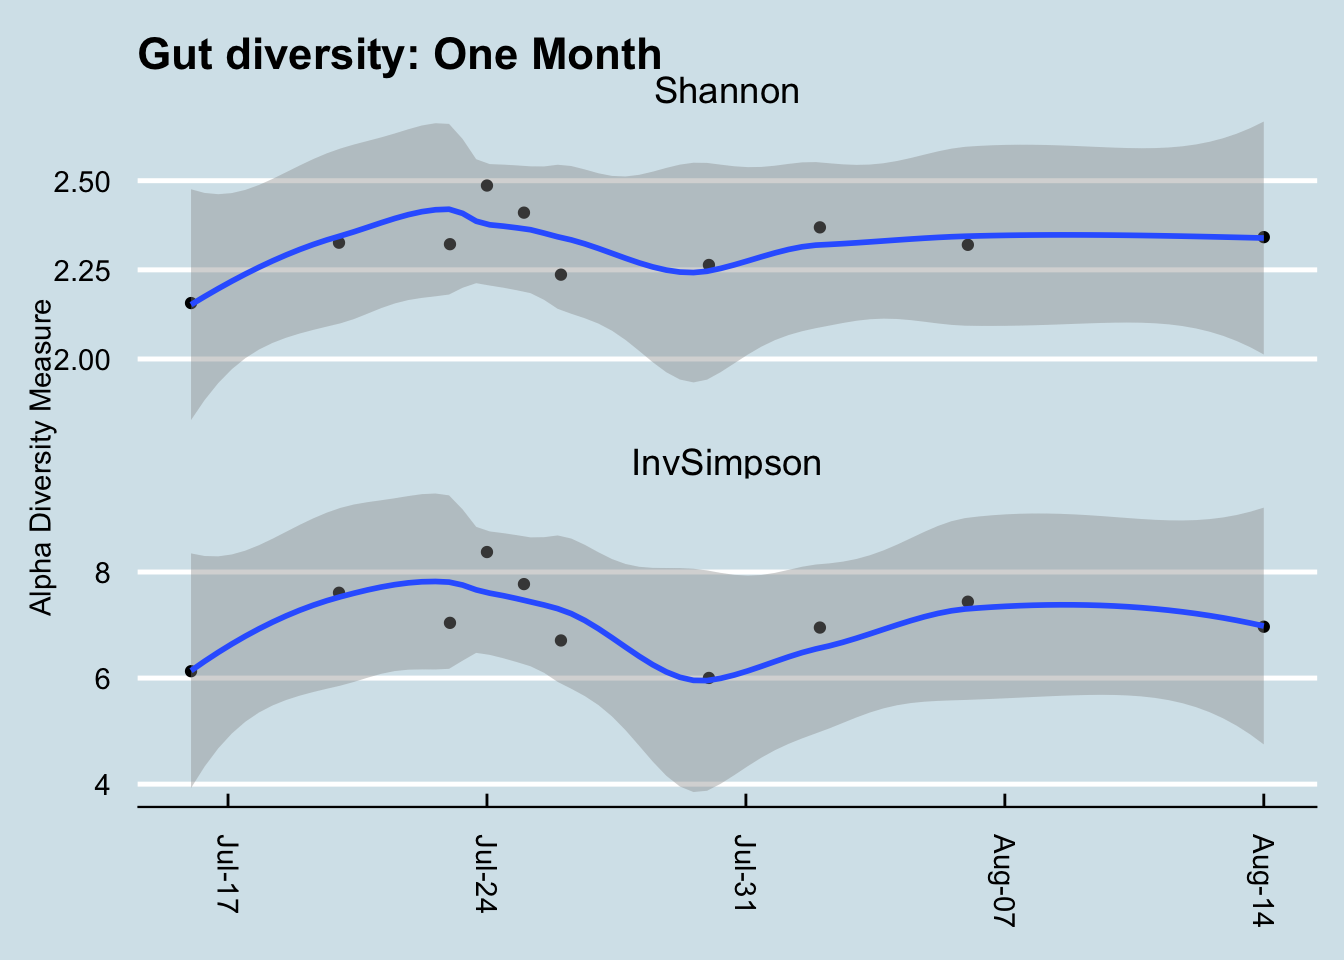 Gut diversity: One Month
Shannon
2.50
2.25
2.00
Alpha Diversity Measure
InvSimpson
8
6
4
Jul-17
Jul-24
Jul-31
Aug-07
Aug-14